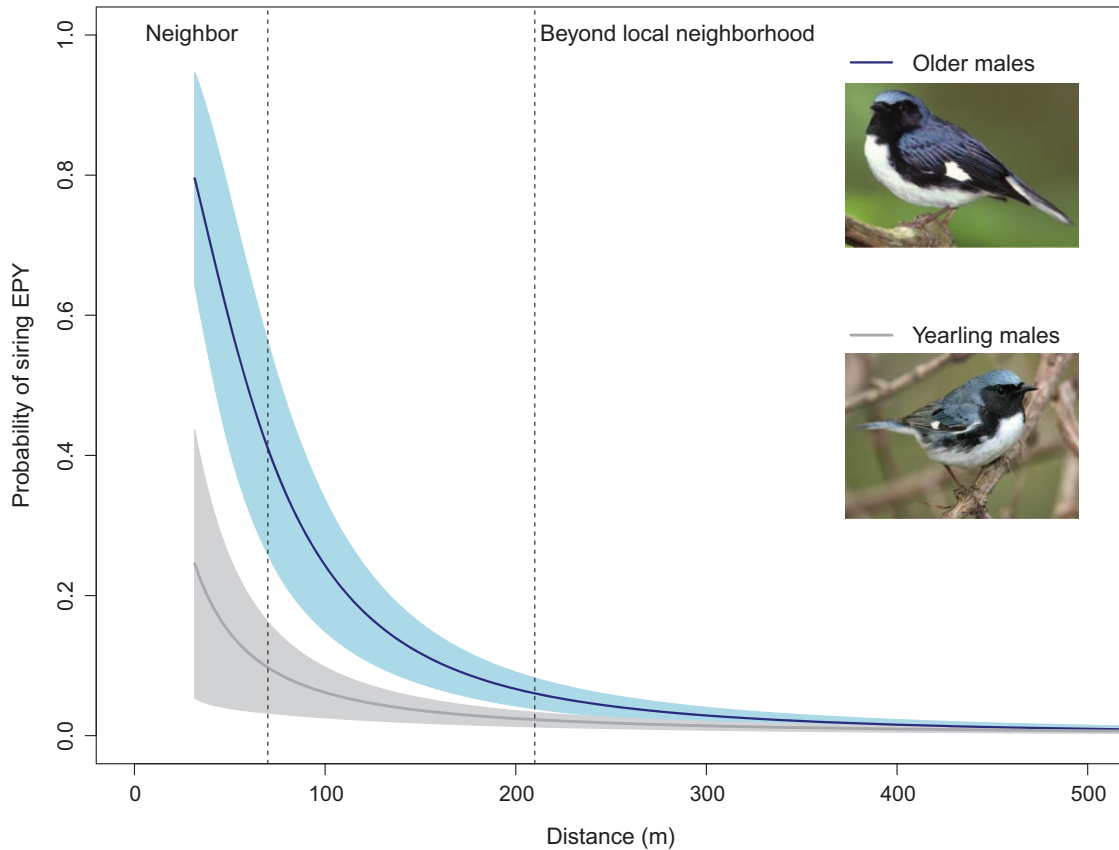 Neighbor
Beyond local neighborhood
Older males
Yearling males
Probability of siring EPY
1.0
0.8
0.6
0.4
0.2
0.0
0
100
200
300
400
500
Distance (m)